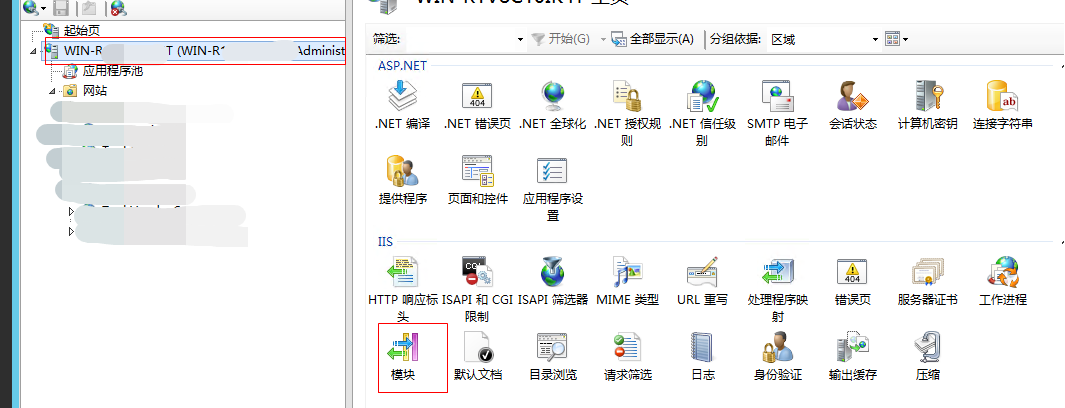 起始页
WIN-R T (WIN-R Administ
应用程序池
网站
主页
筛选:
开始(G)
全部显示(A)
分组依据:
区域
ASP.NET
.NET 编译
.NET 错误页
.NET 全球化
.NET 授权规
则
.NET 信任级
别
SMTP 电子
邮件
会话状态
计算机密钥
连接字符串
提供程序
页面和控件
应用程序设
置
IIS
HTTP 响应标
头
ISAPI 和 CGI
限制
ISAPI 筛选器
MIME 类型
URL 重写
处理程序映
射
错误页
服务器证书
工作进程
模块
默认文档
目录浏览
请求筛选
日志
身份验证
输出缓存
压缩